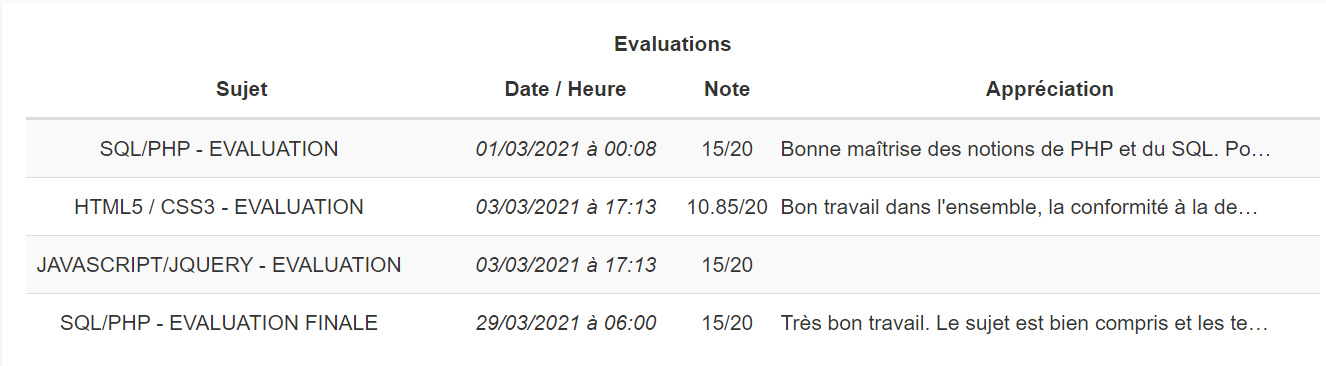 Evaluations
Sujet Date / Heure Note Appréciation
SQL/PHP - EVALUATION 01/03/2021 à 00:08 15/20 Bonne maîtrise des notions de PHP et du SQL. Po…
HTML5 / CSS3 - EVALUATION 03/03/2021 à 17:13 10.85/20 Bon travail dans l'ensemble, la conformité à la de…
JAVASCRIPT/JQUERY - EVALUATION 03/03/2021 à 17:13 15/20
SQL/PHP - EVALUATION FINALE 29/03/2021 à 06:00 15/20 Très bon travail. Le sujet est bien compris et les te…